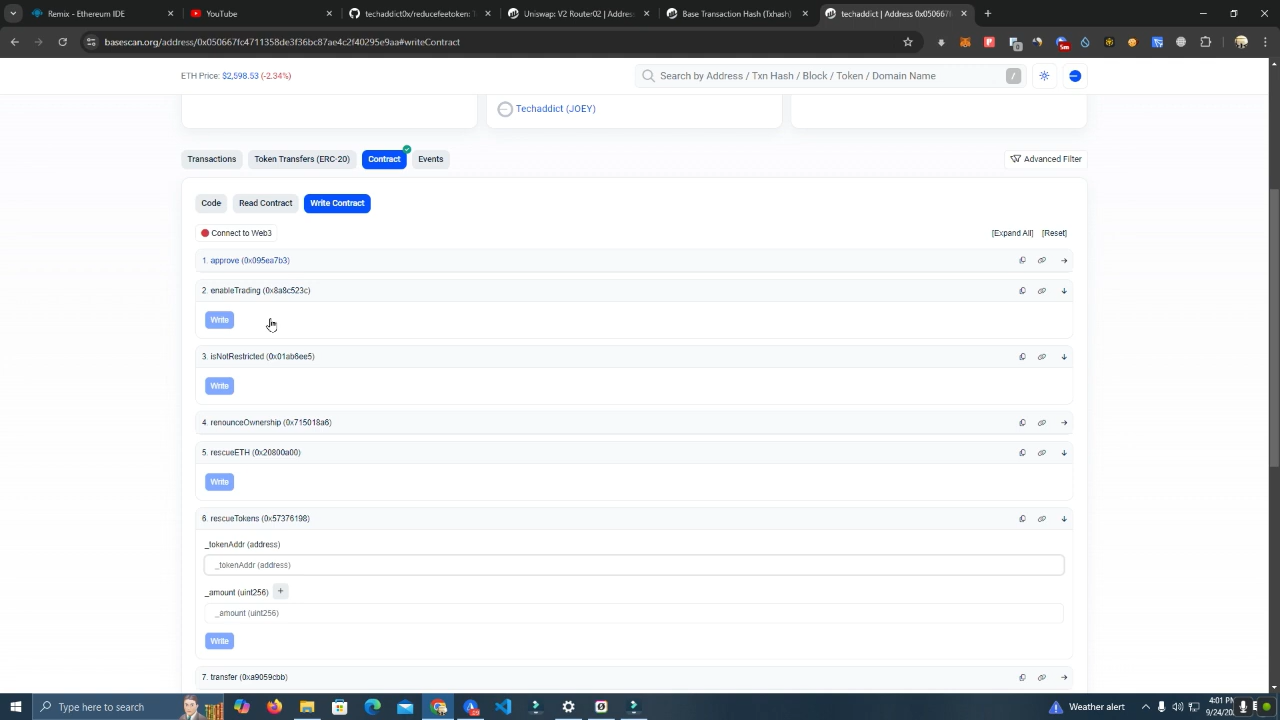 Remix - Ethereum IDE
YouTube
techaddict0x/reducefeetoken:
Uniswap: V2 Router02 | Addres
Base Transaction Hash (Txhash)
techaddict | Address 0x050667f
basescan.org/address/0x050667fc4711358de3f36bc87ae4c2f40295e9aa#writeContract
ETH Price: $2,598.53 (-2.34%)
Search by Address / Txn Hash / Block / Token / Domain Name
/
Techaddict (JOEY)
Transactions
Token Transfers (ERC-20)
Contract
Events
Advanced Filter
Code
Read Contract
Write Contract
Connect to Web3
[Expand All]
[Reset]
1. approve (0x095ea7b3)
2. enableTrading (0x8a8c523c)
Write
3. isNotRestricted (0x01ab6ee5)
Write
4. renounceOwnership (0x715018a6)
5. rescueETH (0x20800a00)
Write
6. rescueTokens (0x57376198)
_tokenAddr (address)
_tokenAddr (address)
_amount (uint256)
+
_amount (uint256)
Write
7. transfer (0xa9059cbb)
Type here to search
Weather alert
4:01 PM
9/24/20